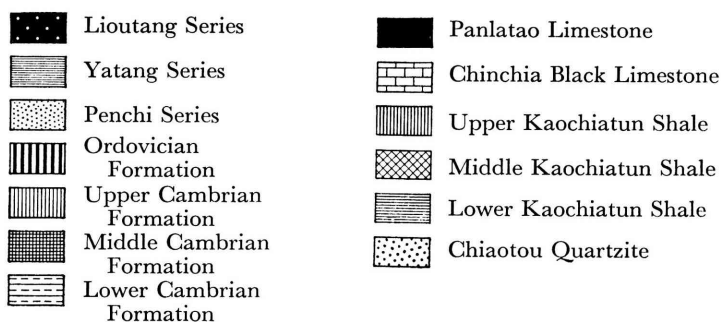 Lioutang Series
Yatang Series
Penchi Series
Ordovician
Formation
Upper Cambrian
Formation
Middle Cambrian
Formation
Lower Cambrian
Formation
Panlatao Limestone
Chinchia Black Limestone
Upper Kaochiatun Shale
Middle Kaochiatun Shale
Lower Kaochiatun Shale
Chiaotou Quartzite